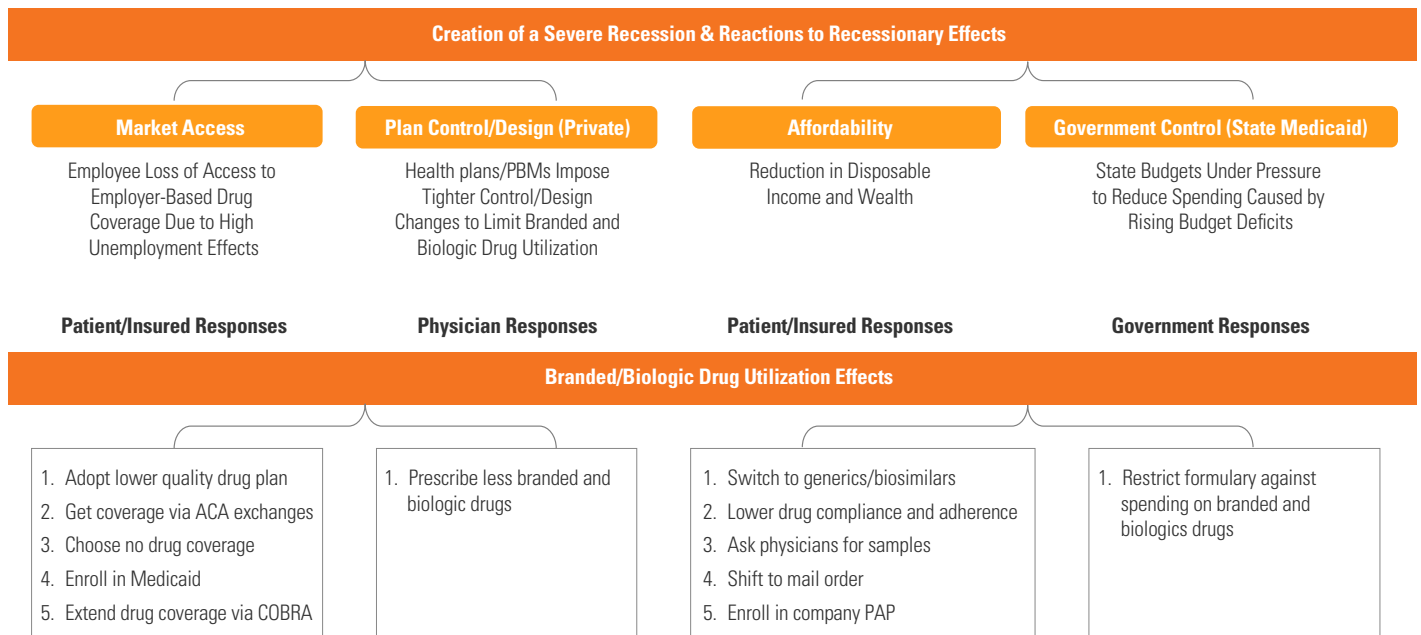 Creation of a Severe Recession & Reactions to Recessionary Effects
Market Access
Employee Loss of Access to
Employer-Based Drug
Coverage Due to High
Unemployment Effects
Plan Control/Design (Private)
Health plans/PBMs Impose
Tighter Control/Design
Changes to Limit Branded and
Biologic Drug Utilization
Affordability
Reduction in Disposable
Income and Wealth
Government Control (State Medicaid)
State Budgets Under Pressure
to Reduce Spending Caused by
Rising Budget Deficits
Patient/Insured Responses
Physician Responses
Patient/Insured Responses
Government Responses
Branded/Biologic Drug Utilization Effects
1. Adopt lower quality drug plan
2. Get coverage via ACA exchanges
3. Choose no drug coverage
4. Enroll in Medicaid
5. Extend drug coverage via COBRA
1. Prescribe less branded and
biologic drugs
1. Switch to generics/biosimilars
2. Lower drug compliance and adherence
3. Ask physicians for samples
4. Shift to mail order
5. Enroll in company PAP
1. Restrict formulary against
spending on branded and
biologics drugs